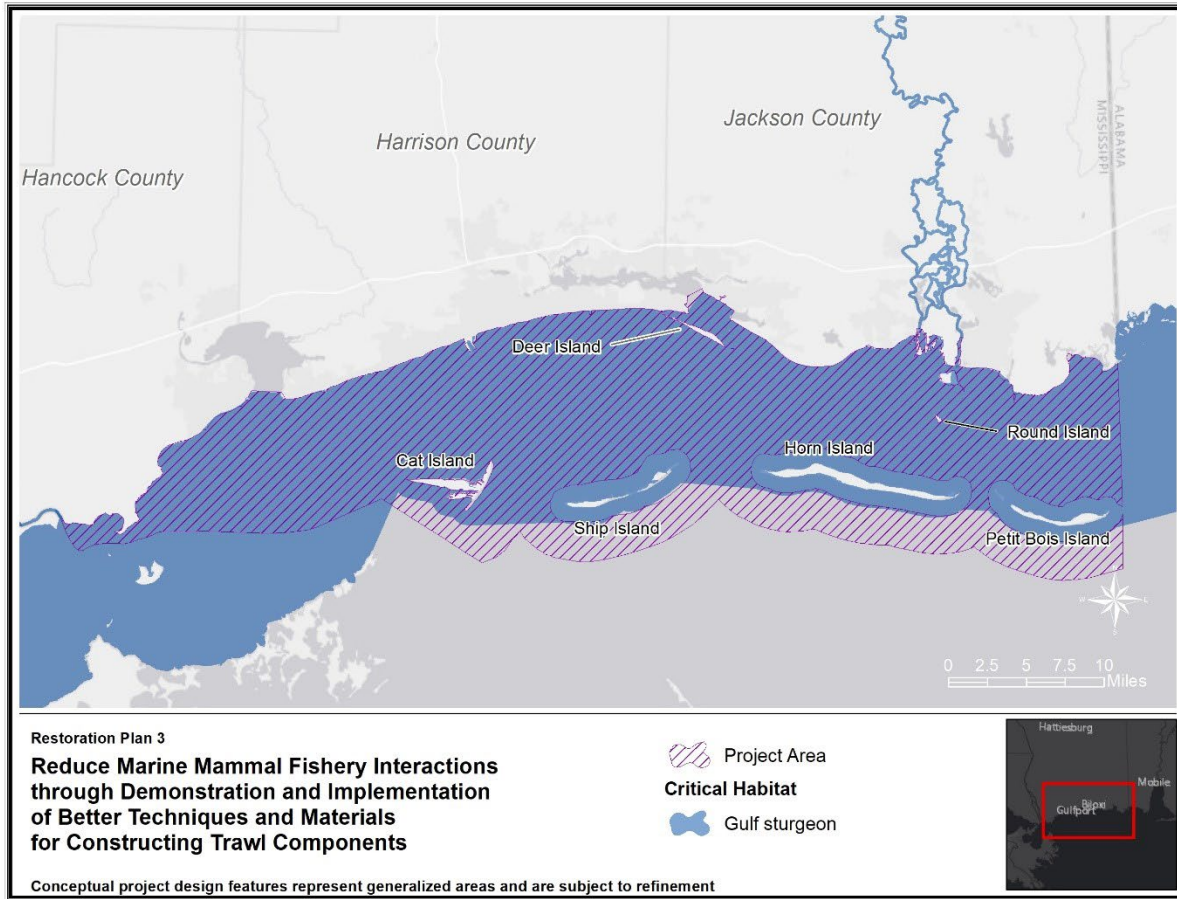 Jackson County
Harrison County
Hancock County
ALABAMA
MISSISSIPPI
Deer Island
Round Island
Horn Island
Cat Island
Ship Island
Petit Bois Island
0 2.5 5 7.5 10
Miles
Restoration Plan 3
Reduce Marine Mammal Fishery Interactions
through Demonstration and Implementation
of Better Techniques and Materials
for Constructing Trawl Components
Conceptual project design features represent generalized areas and are subject to refinement
Project Area
Critical Habitat
Gulf sturgeon
Hattiesburg
Mobile
Biloxi
Gulfport